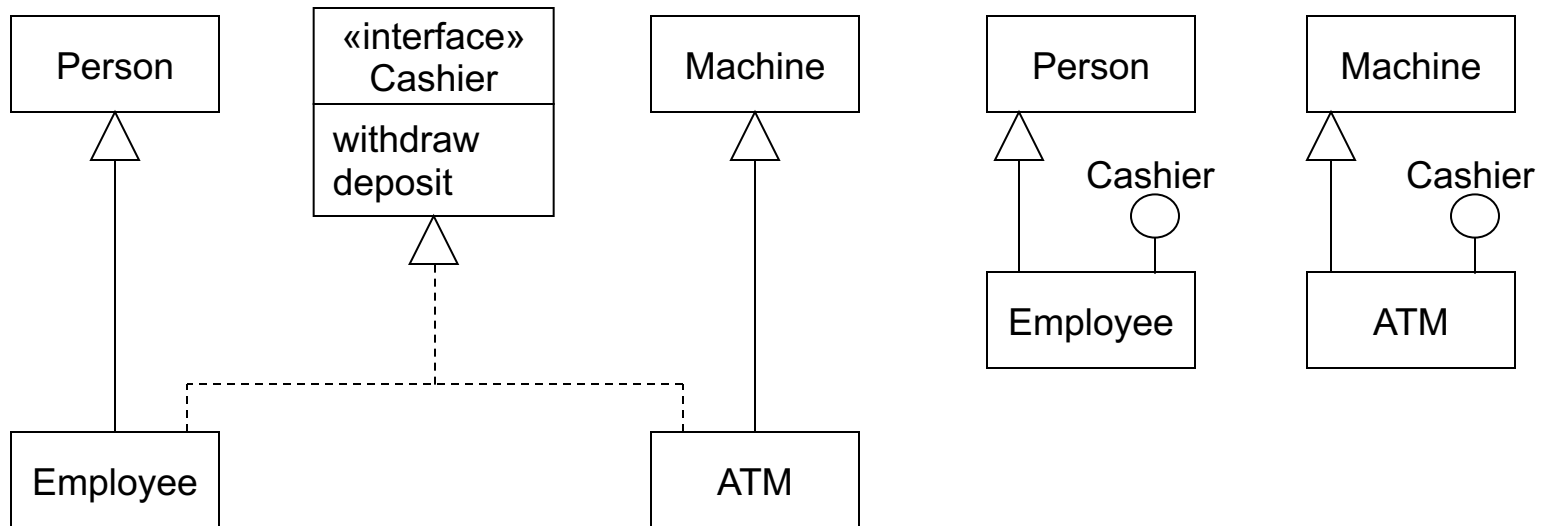 Person
«interface»
Cashier
withdraw
deposit
Machine
Employee
ATM
Person
Cashier
Employee
Machine
Cashier
ATM